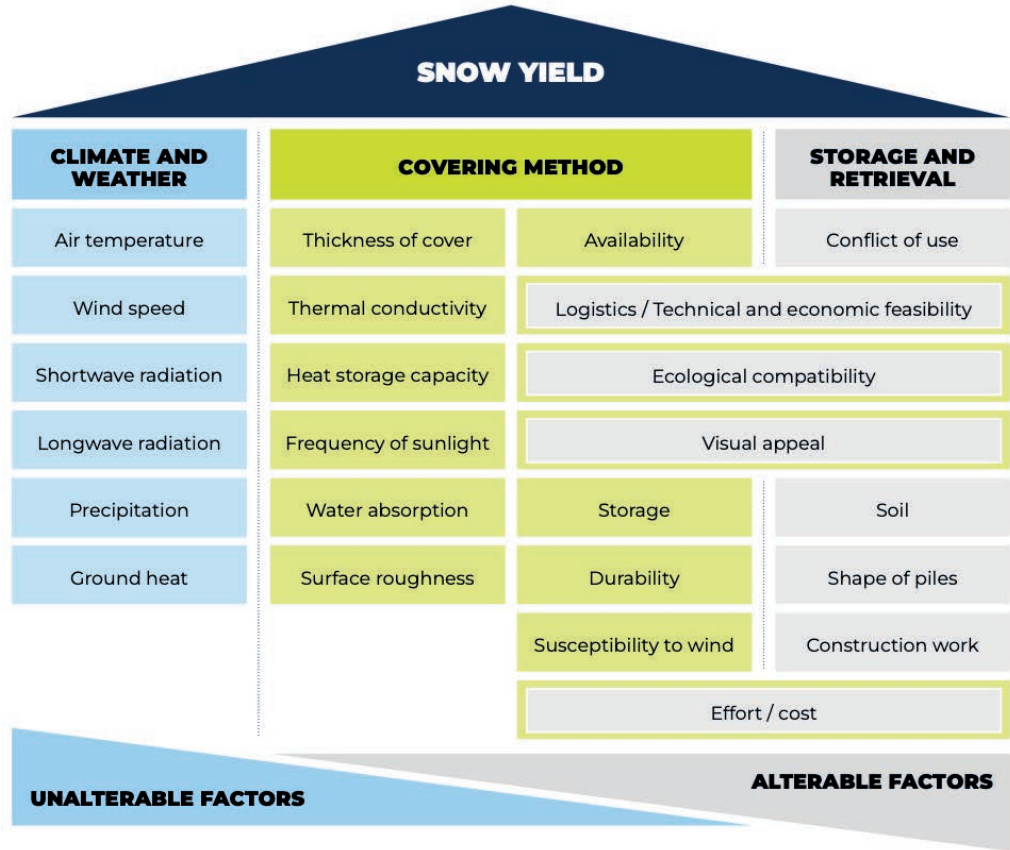 SNOW YIELD
CLIMATE AND
WEATHER
COVERING METHOD
STORAGE AND
RETRIEVAL
Air temperature
Thickness of cover
Availability
Conflict of use
Wind speed
Thermal conductivity
Logistics / Technical and economic feasibility
Shortwave radiation
Heat storage capacity
Ecological compatibility
Longwave radiation
Frequency of sunlight
Visual appeal
Precipitation
Water absorption
Storage
Soil
Ground heat
Surface roughness
Durability
Shape of piles
Susceptibility to wind
Construction work
Effort / cost
UNALTERABLE FACTORS
ALTERABLE FACTORS